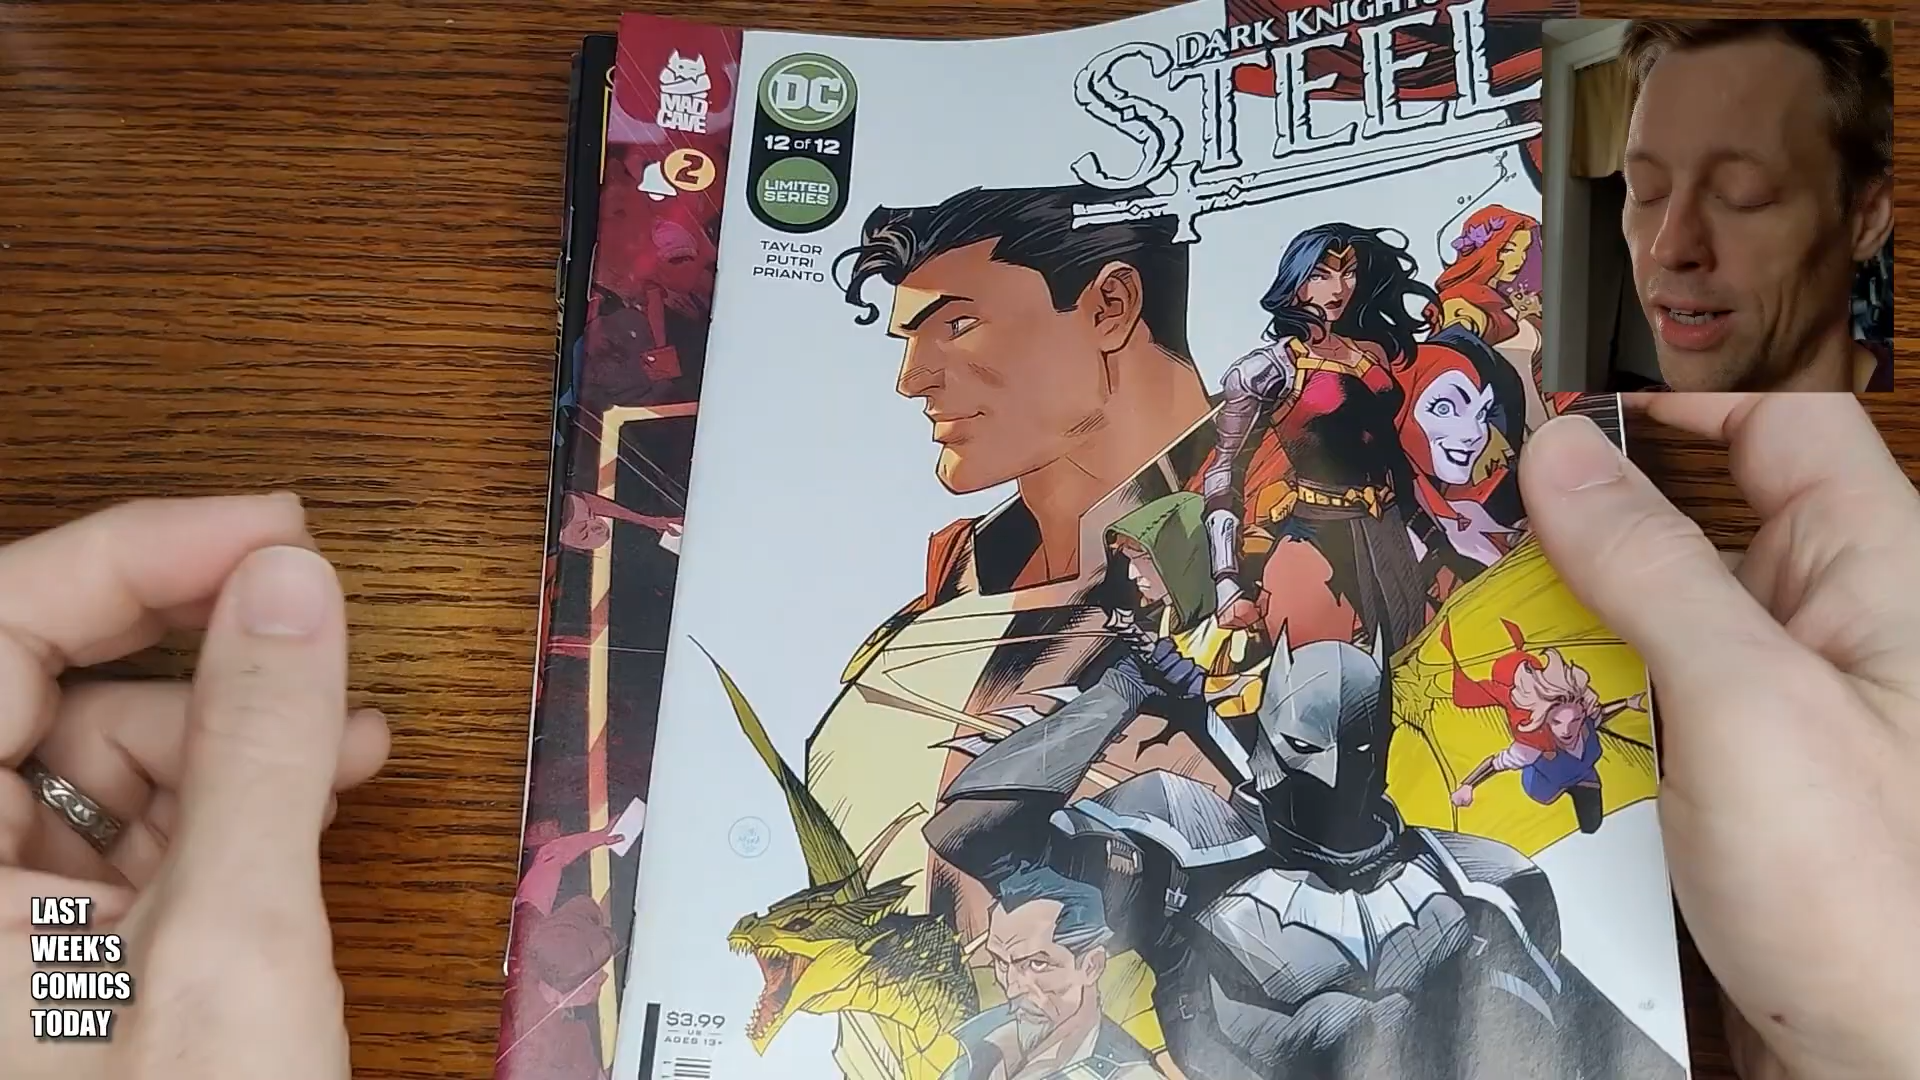 DARK KNIGHTS
STEEL
DC
12 of 12
LIMITED
SERIES
TAYLOR
PUTRI
PRIANTO
MAD
CAVE
2
$3.99
US
AGES 13+
LAST
WEEK'S
COMICS
TODAY